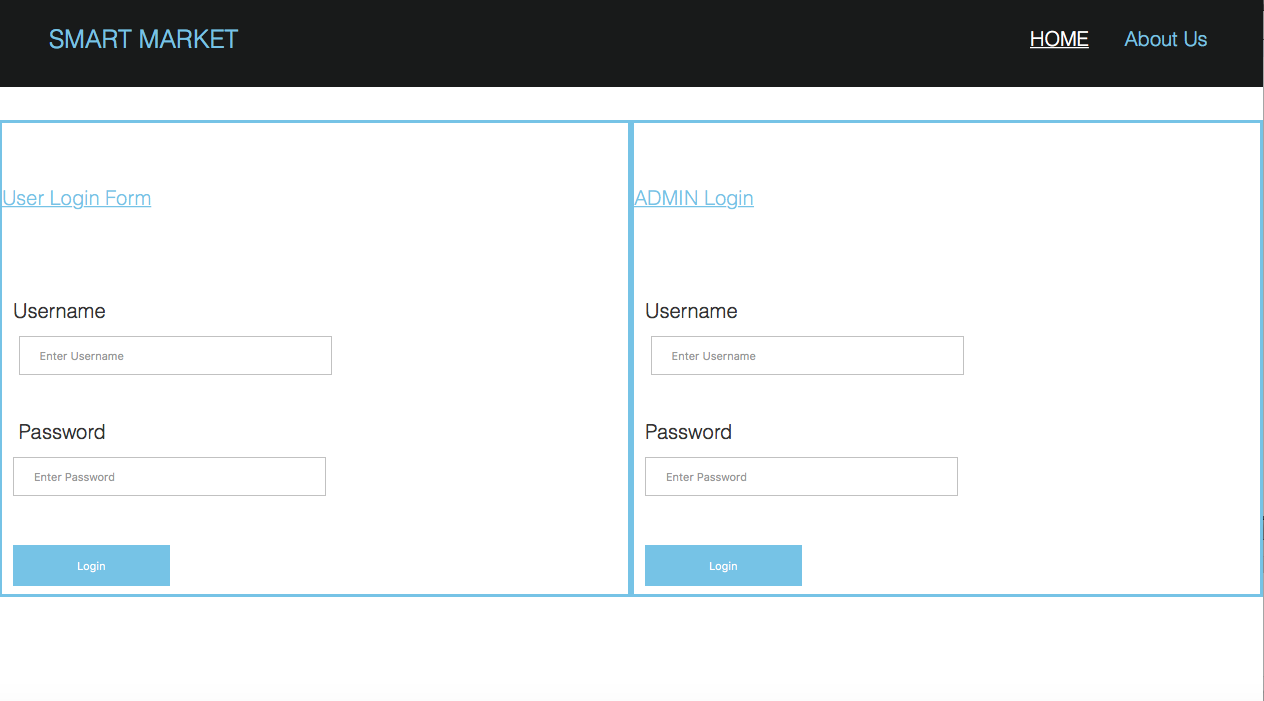 SMART MARKET
HOME
About Us
User Login Form
Username
Enter Username
Password
Enter Password
Login
ADMIN Login
Username
Enter Username
Password
Enter Password
Login